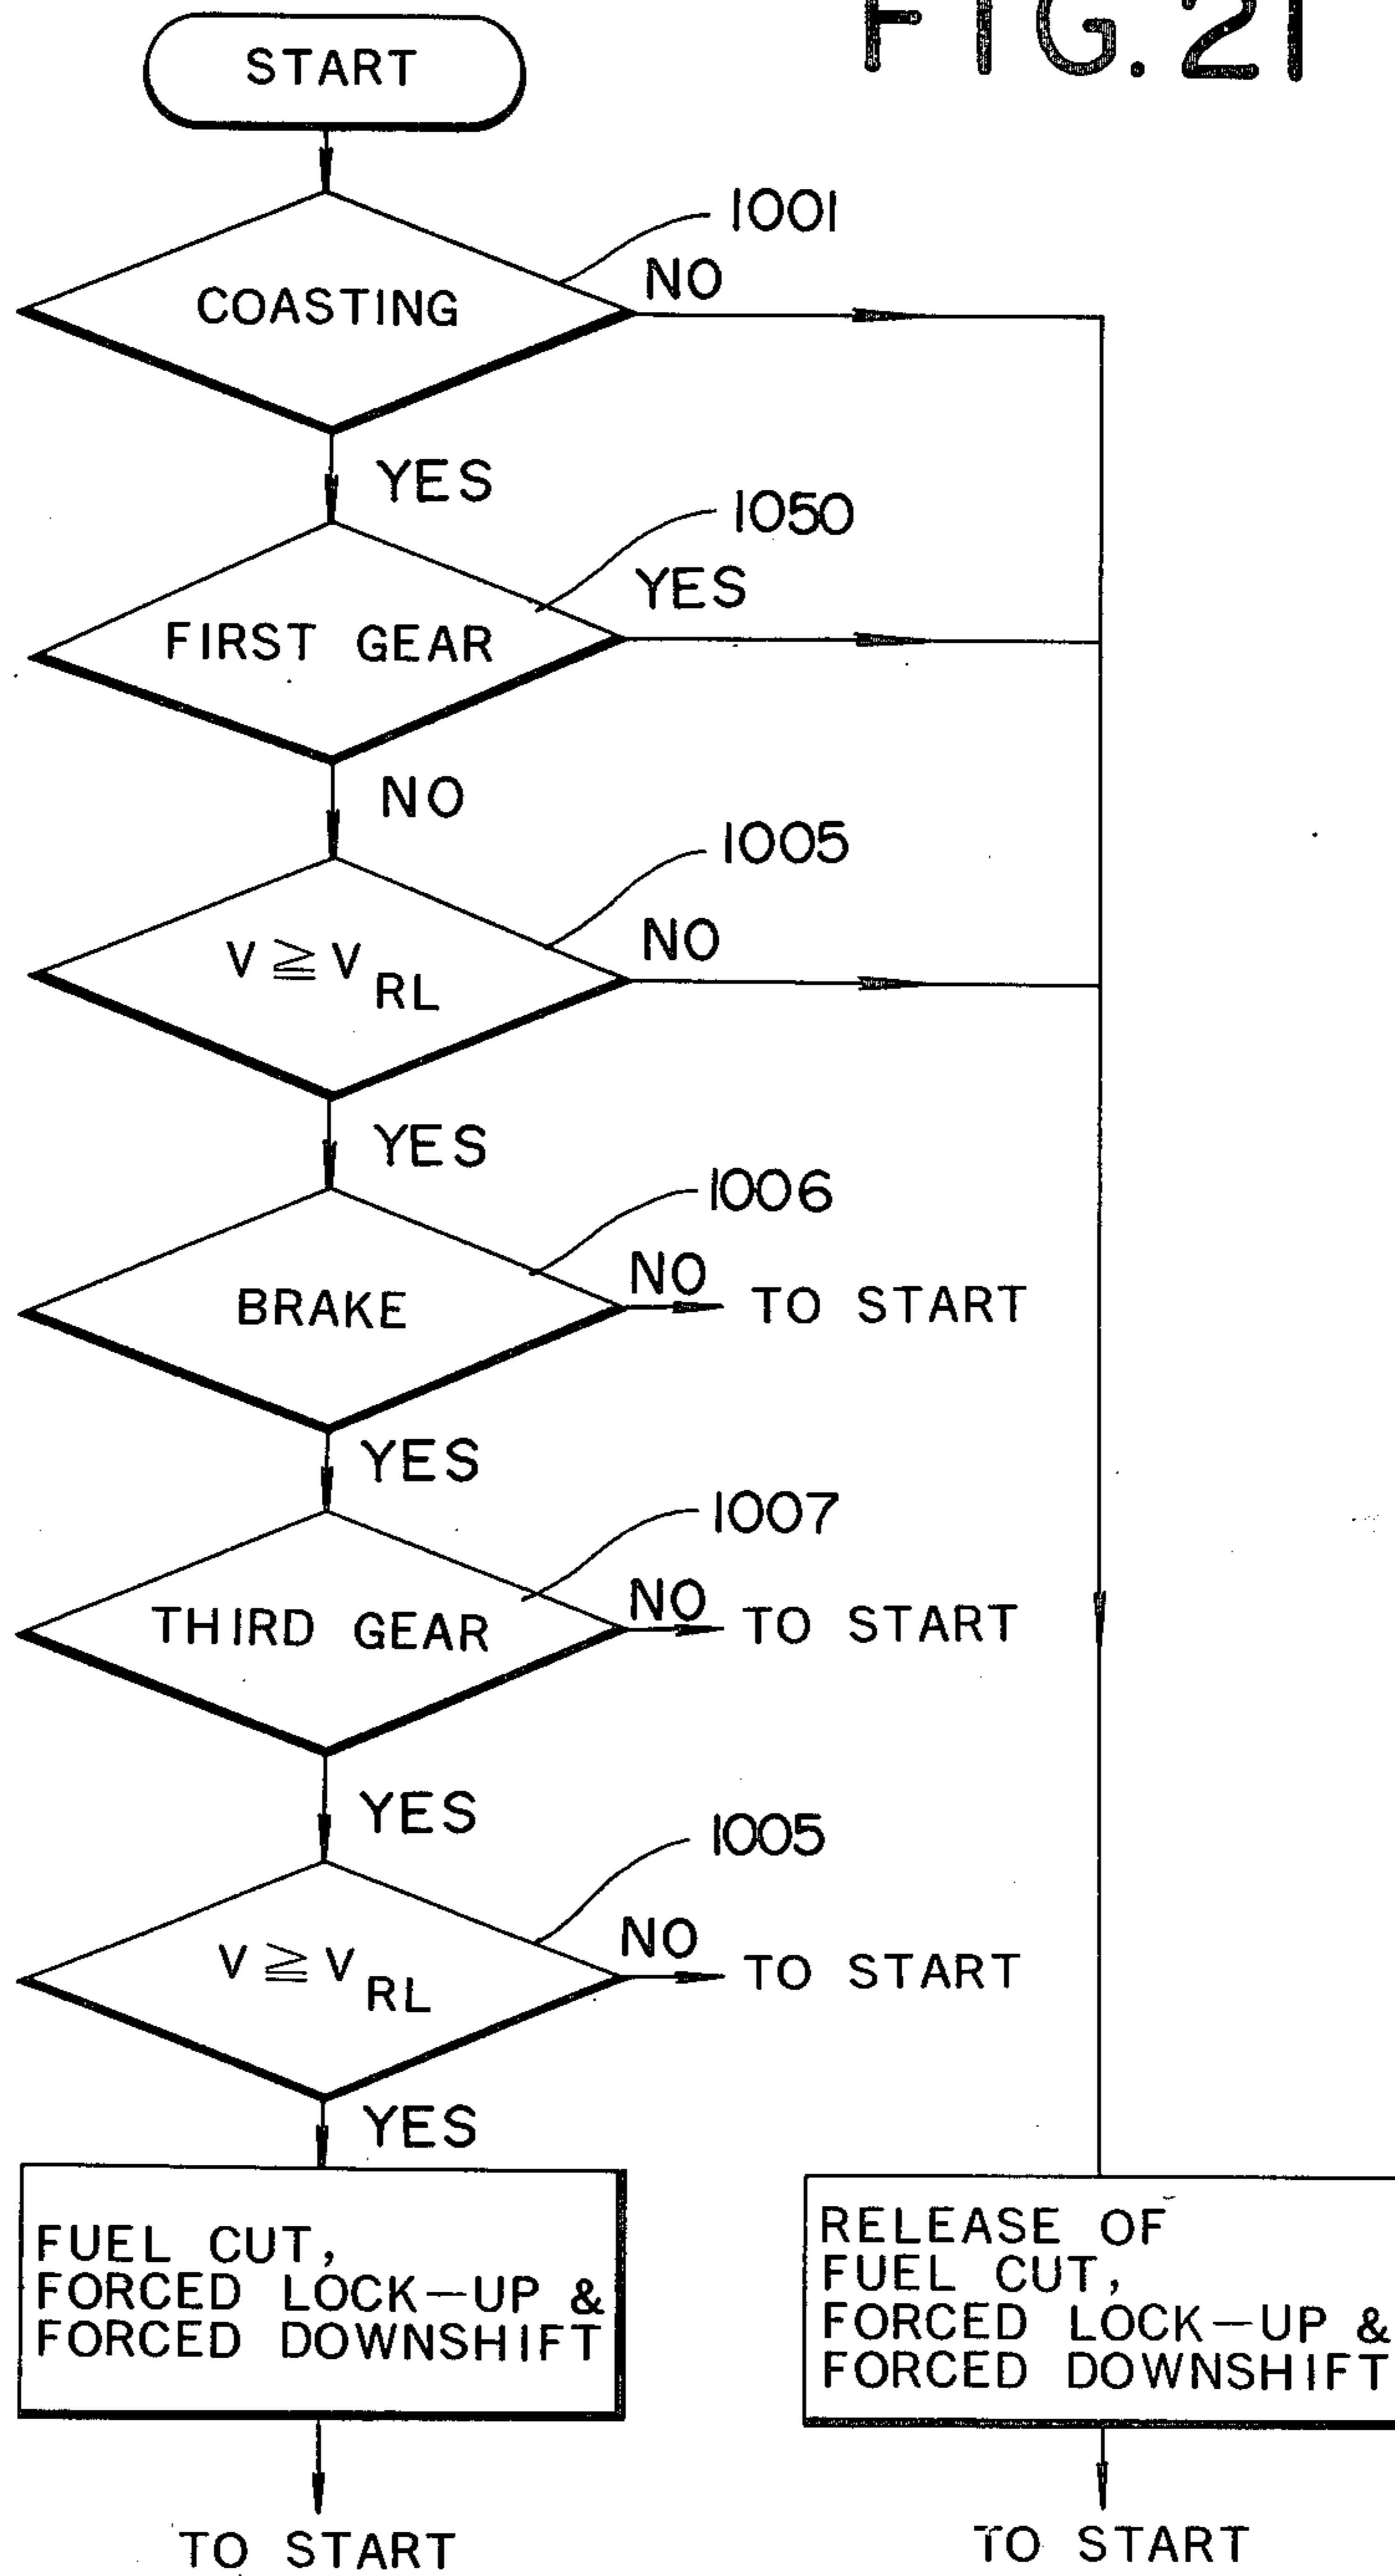 FIG. 21
START
1001
COASTING
NO
YES
1050
FIRST GEAR
YES
NO
1005
V ≧ V RL
NO
YES
1006
BRAKE
NO
TO START
YES
1007
THIRD GEAR
NO
TO START
YES
1005
V ≧ V RL
NO
TO START
YES
FUEL CUT,
FORCED LOCK-UP &
FORCED DOWNSHIFT
TO START
RELEASE OF
FUEL CUT,
FORCED LOCK-UP &
FORCED DOWNSHIFT
TO START